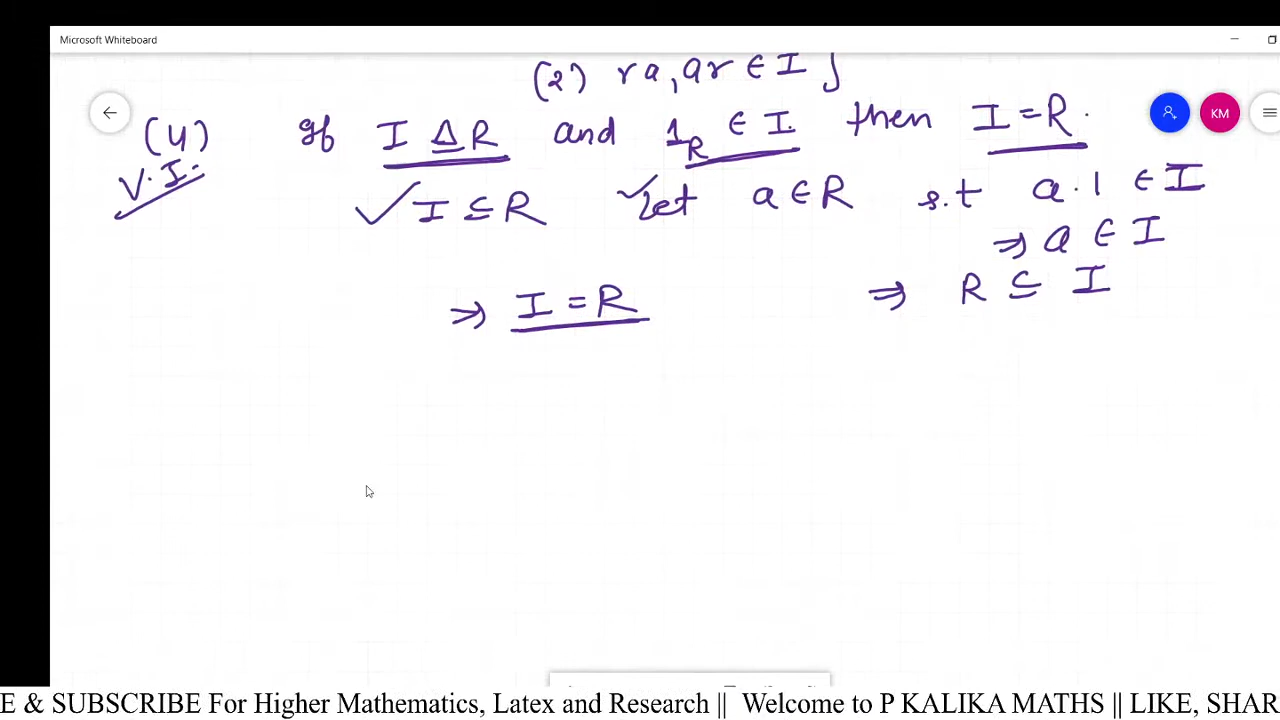 Microsoft Whiteboard
(2) ra, ar ∈ I }
KM
(4) If I ⊴ R and 1_R ∈ I. then I = R.
V.I:
✓ I ⊆ R ✓ let a ∈ R s.t a.1 ∈ I
⇒ a ∈ I
⇒ R ⊆ I
⇒ I = R
E & SUBSCRIBE For Higher Mathematics, Latex and Research || Welcome to P KALIKA MATHS || LIKE, SHAR